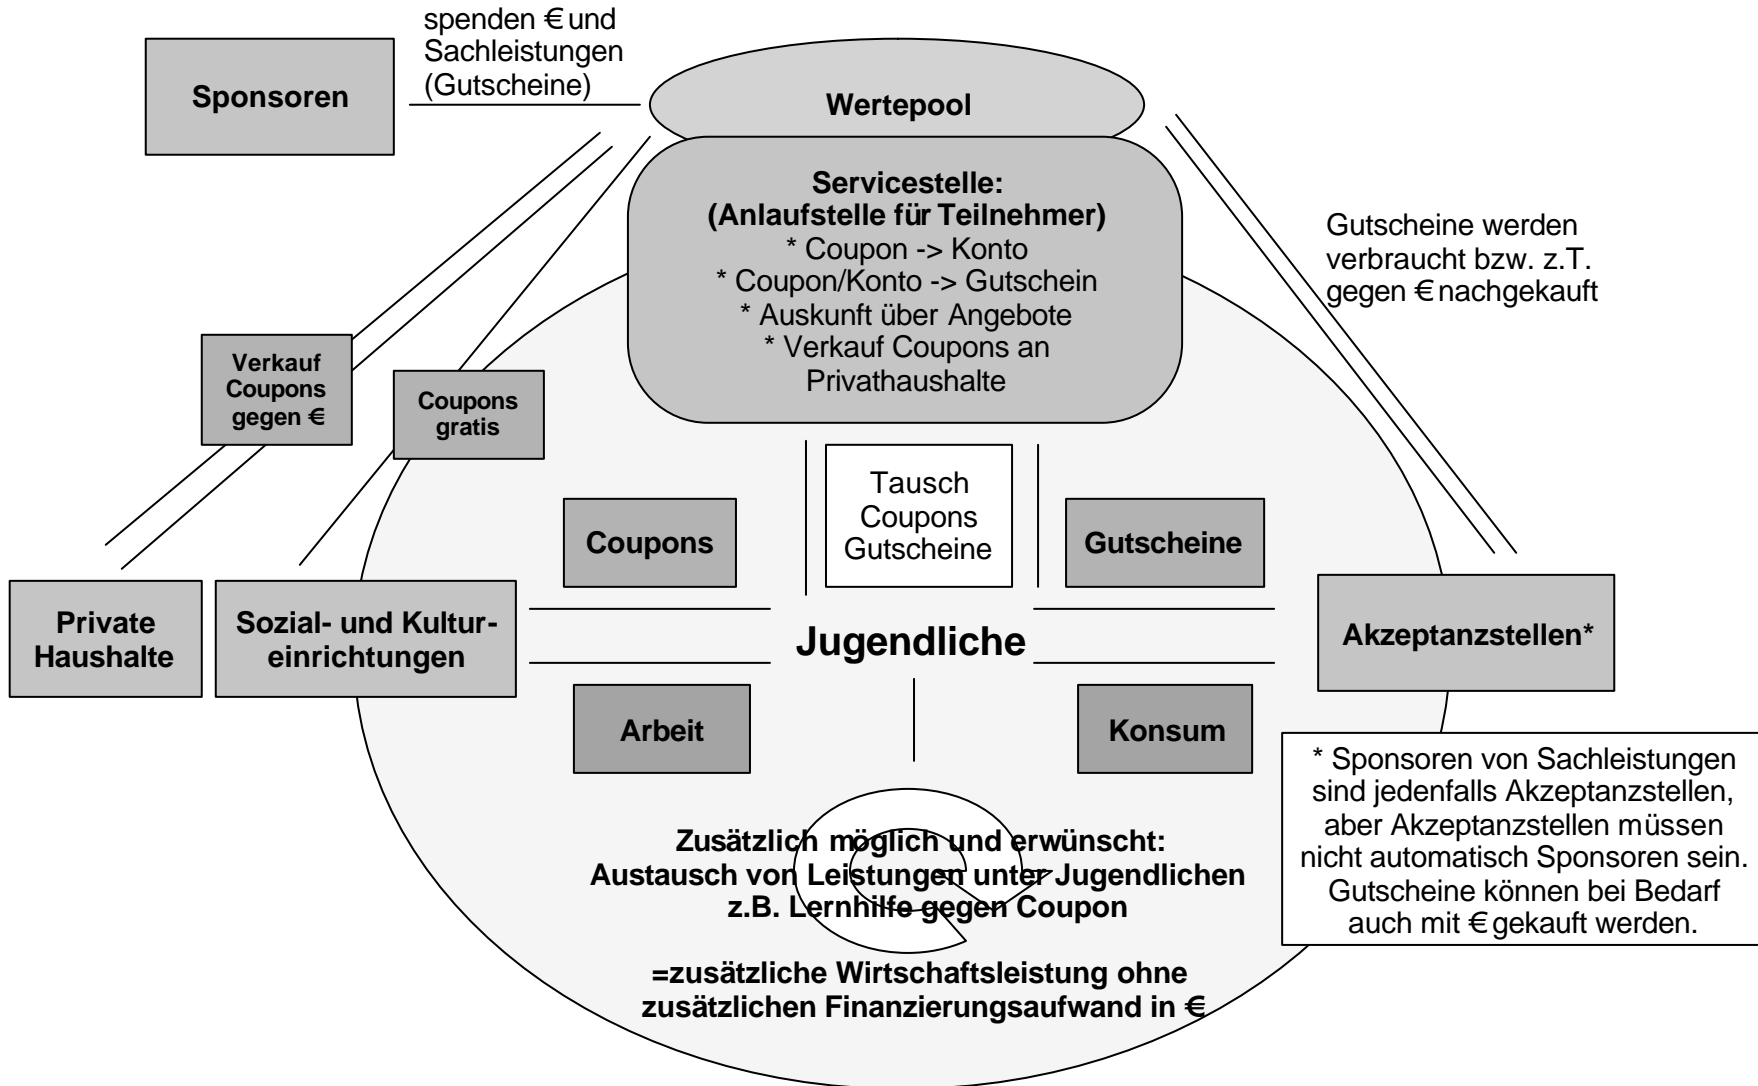 spenden € und
Sachleistungen
(Gutscheine)
Sponsoren
Wertepool
Servicestelle:
(Anlaufstelle für Teilnehmer)
* Coupon -> Konto
* Coupon/Konto -> Gutschein
* Auskunft über Angebote
* Verkauf Coupons an
Privathaushalte
Gutscheine werden
verbraucht bzw. z.T.
gegen € nachgekauft
Verkauf
Coupons
gegen €
Coupons
gratis
Tausch
Coupons
Gutscheine
Coupons
Gutscheine
Private
Haushalte
Sozial- und Kultur-
einrichtungen
Jugendliche
Akzeptanzstellen*
Arbeit
Konsum
* Sponsoren von Sachleistungen
sind jedenfalls Akzeptanzstellen,
aber Akzeptanzstellen müssen
nicht automatisch Sponsoren sein.
Gutscheine können bei Bedarf
auch mit € gekauft werden.
Zusätzlich möglich und erwünscht:
Austausch von Leistungen unter Jugendlichen
z.B. Lernhilfe gegen Coupon
=zusätzliche Wirtschaftsleistung ohne
zusätzlichen Finanzierungsaufwand in €